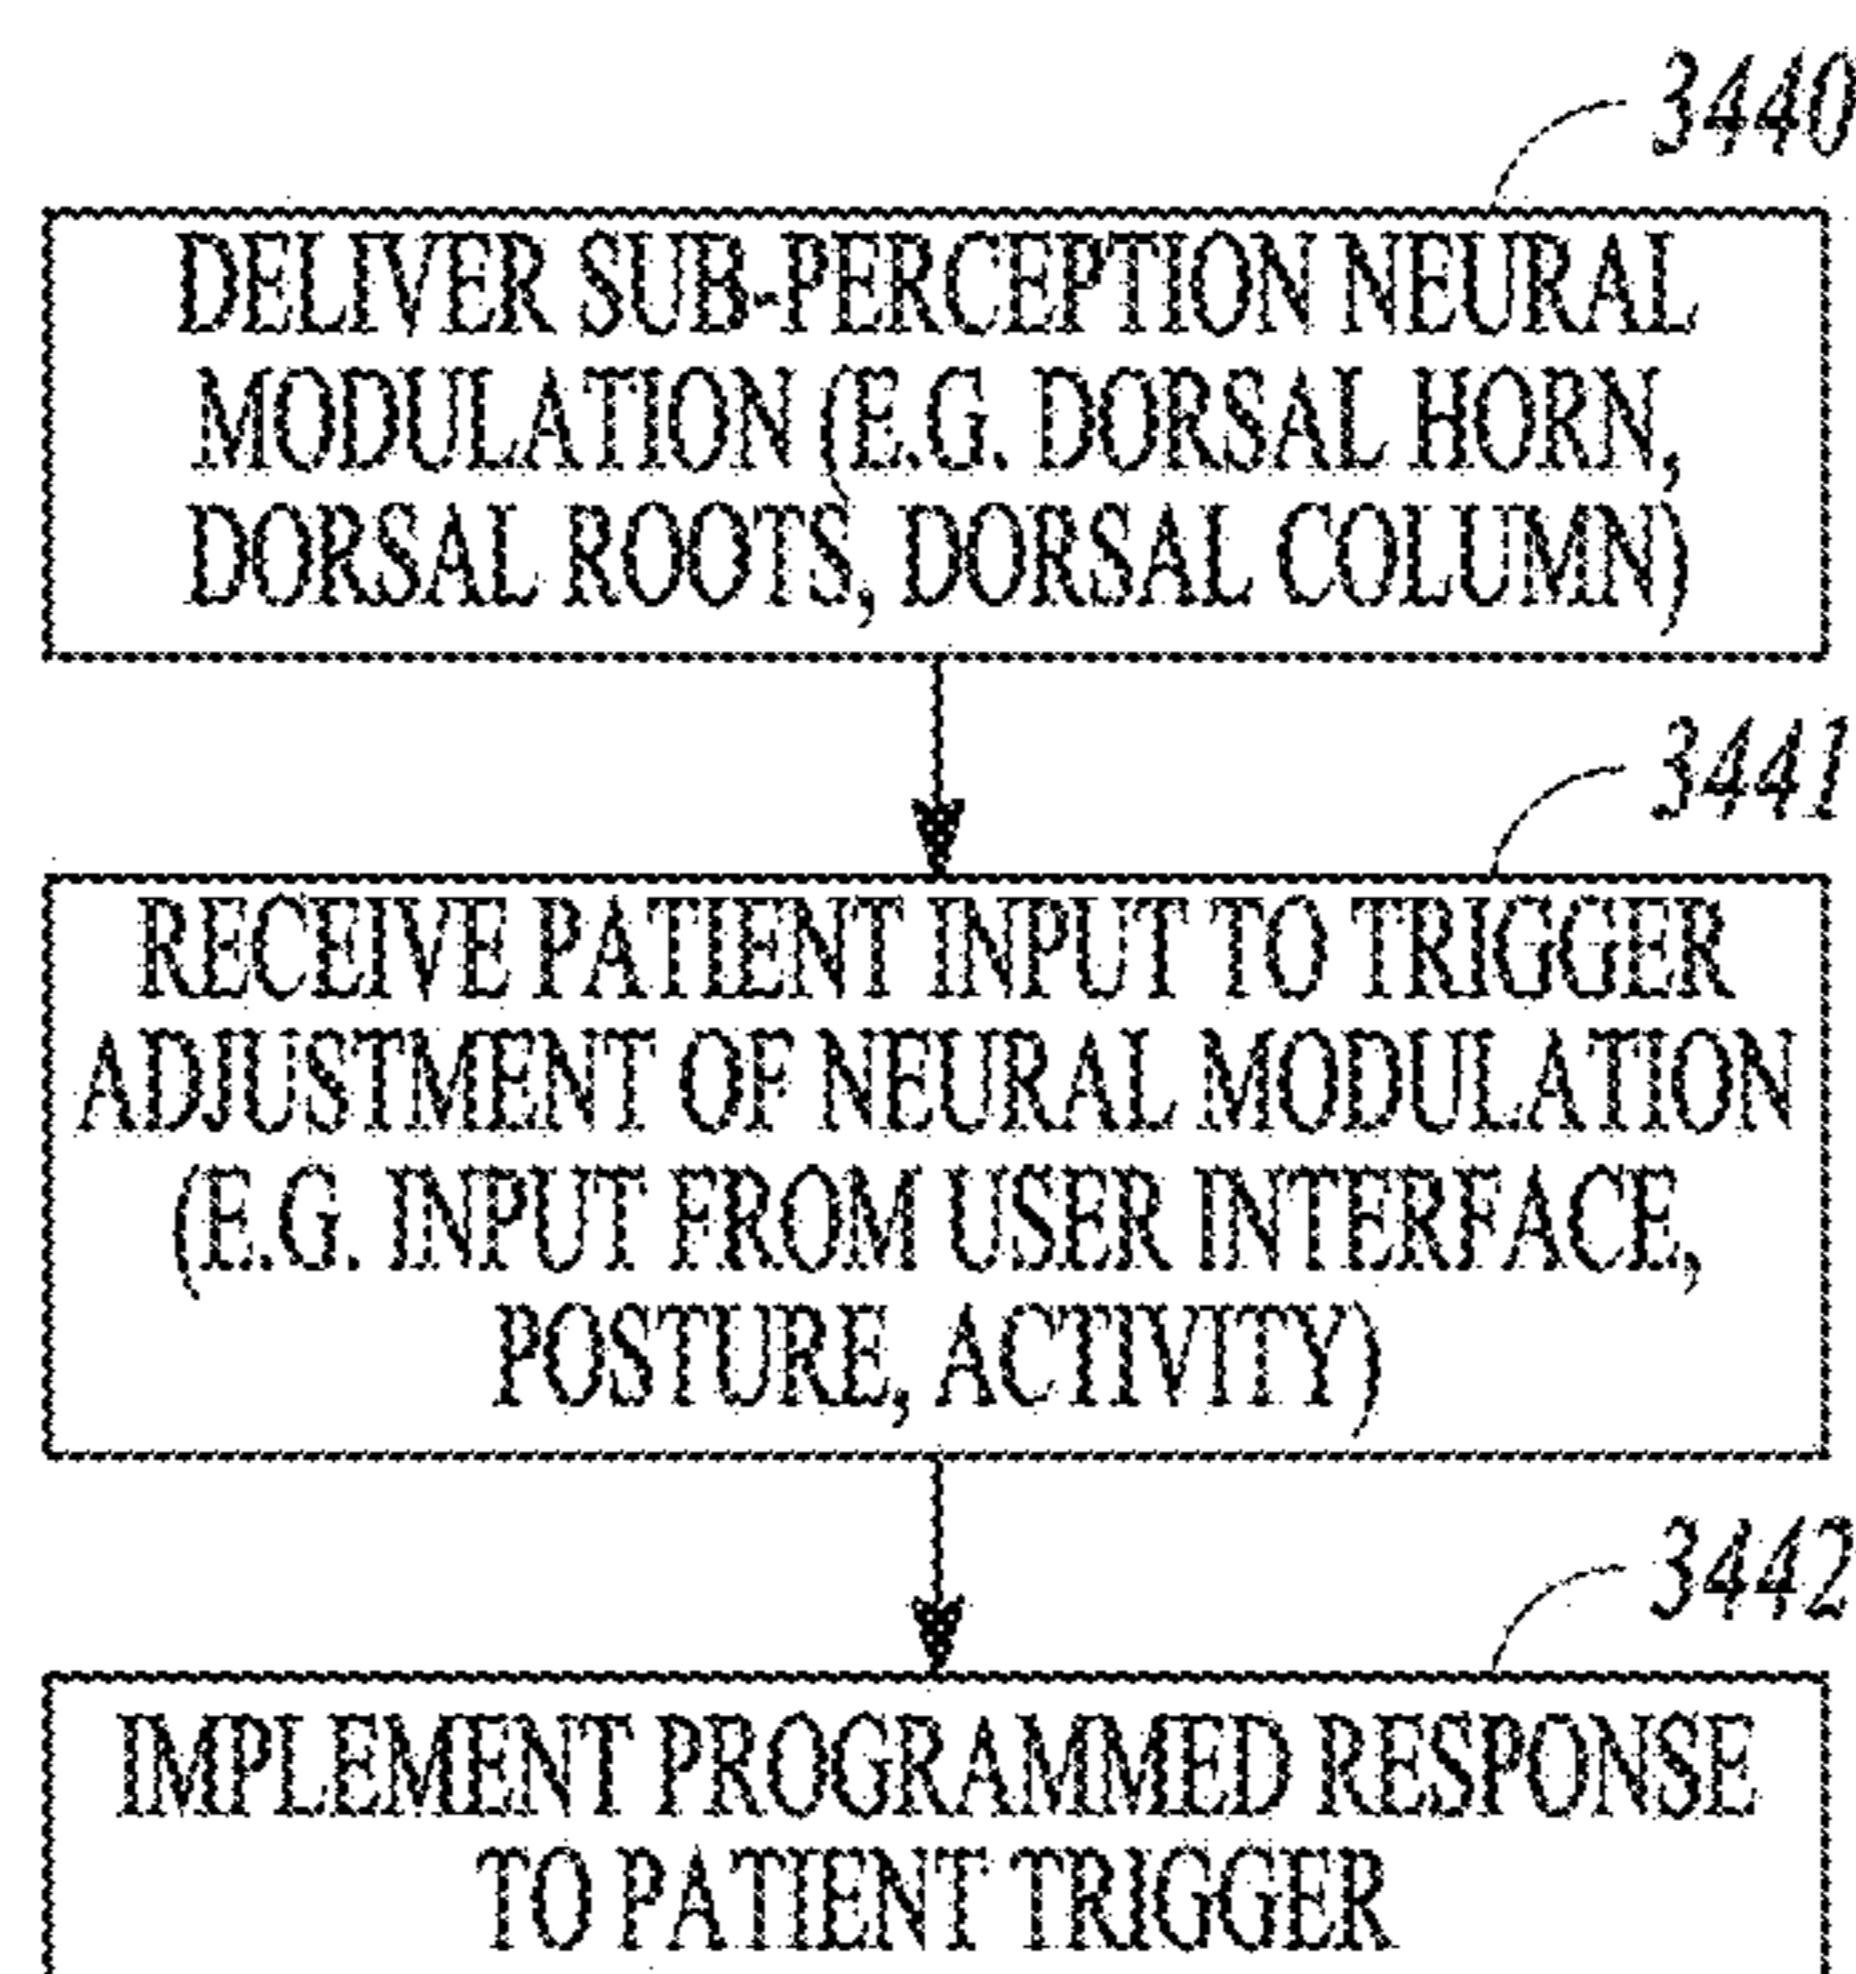 3440
DELIVER SUB-PERCEPTION NEURAL
MODULATION (E.G. DORSAL HORN,
DORSAL ROOTS, DORSAL COLUMN)
3441
RECEIVE PATIENT INPUT TO TRIGGER
ADJUSTMENT OF NEURAL MODULATION
(E.G. INPUT FROM USER INTERFACE,
POSTURE, ACTIVITY)
3442
IMPLEMENT PROGRAMMED RESPONSE
TO PATIENT TRIGGER